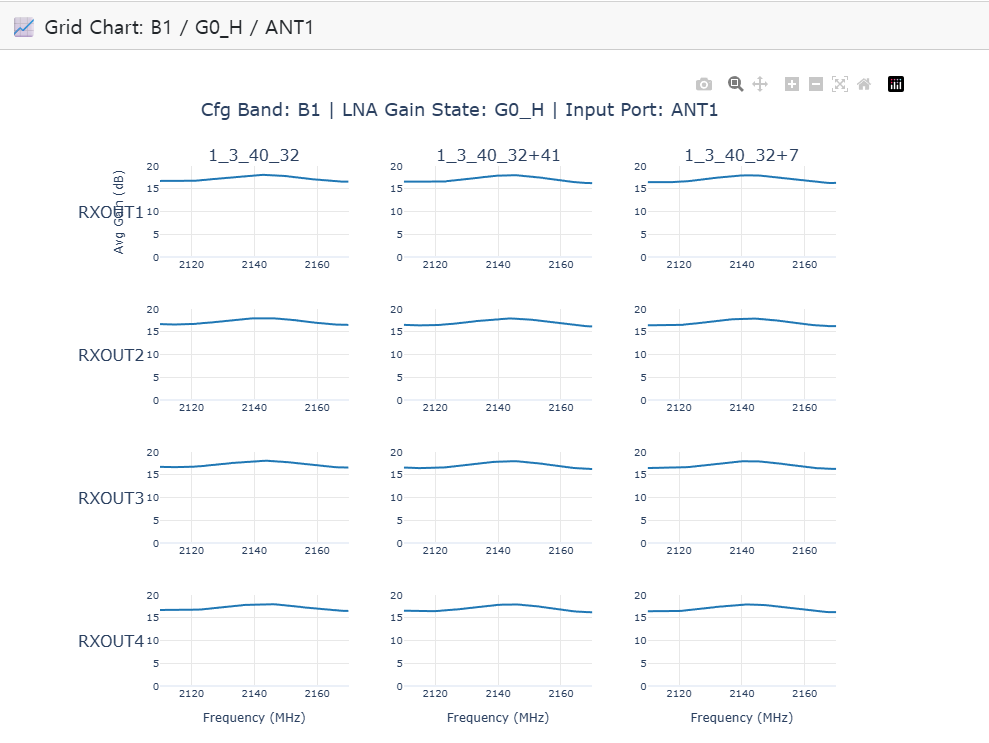 Grid Chart: B1 / G0_H / ANT1
Cfg Band: B1 | LNA Gain State: G0_H | Input Port: ANT1
1_3_40_32 1_3_40_32+41 1_3_40_32+7
RXOUT1
Avg Gain (dB)
20 15 10 5 0
2120 2140 2160
20 15 10 5 0
2120 2140 2160
20 15 10 5 0
2120 2140 2160
RXOUT2
20 15 10 5 0
2120 2140 2160
20 15 10 5 0
2120 2140 2160
20 15 10 5 0
2120 2140 2160
RXOUT3
20 15 10 5 0
2120 2140 2160
20 15 10 5 0
2120 2140 2160
20 15 10 5 0
2120 2140 2160
RXOUT4
20 15 10 5 0
2120 2140 2160
20 15 10 5 0
2120 2140 2160
20 15 10 5 0
2120 2140 2160
Frequency (MHz) Frequency (MHz) Frequency (MHz)